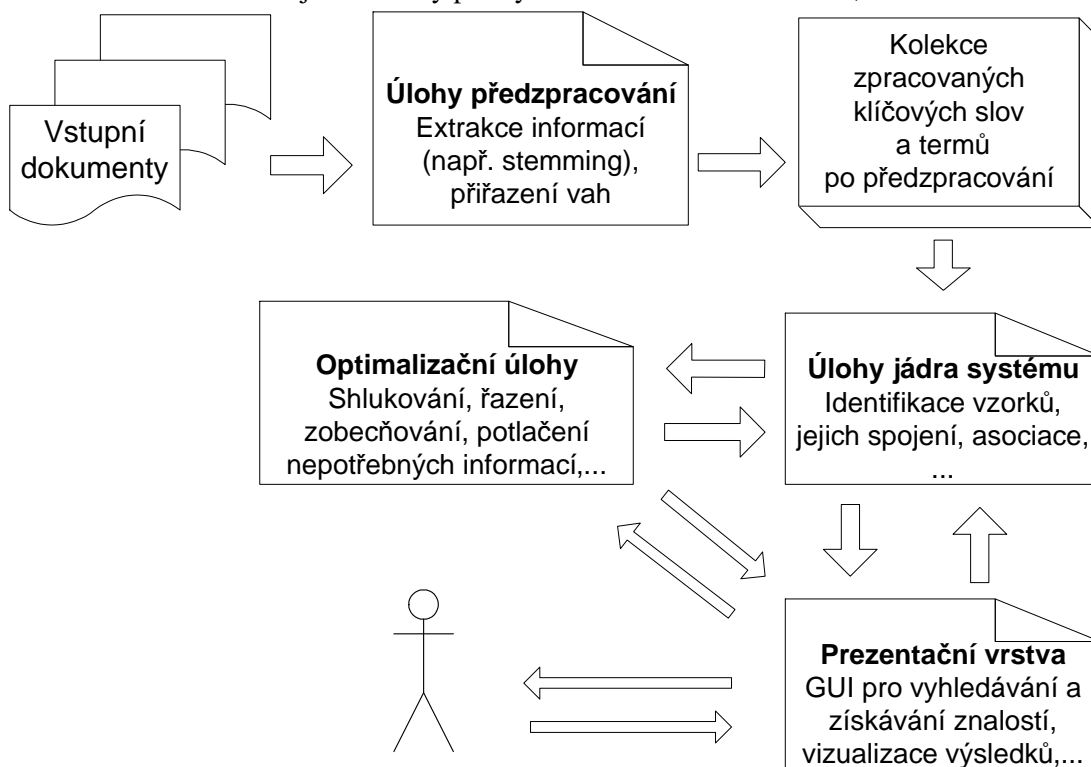 Vstupní
dokumenty
Úlohy předzpracování
Extrakce informací
(např. stemming),
přiřazení vah
Kolekce
zpracovaných
klíčových slov
a termů
po předzpracování
Optimalizační úlohy
Shlukování, řazení,
zobecňování, potlačení
nepotřebných informací,...
Úlohy jádra systému
Identifikace vzorků,
jejich spojení, asociace,
...
Prezentační vrstva
GUI pro vyhledávání a
získávání znalostí,
vizualizace výsledků,...